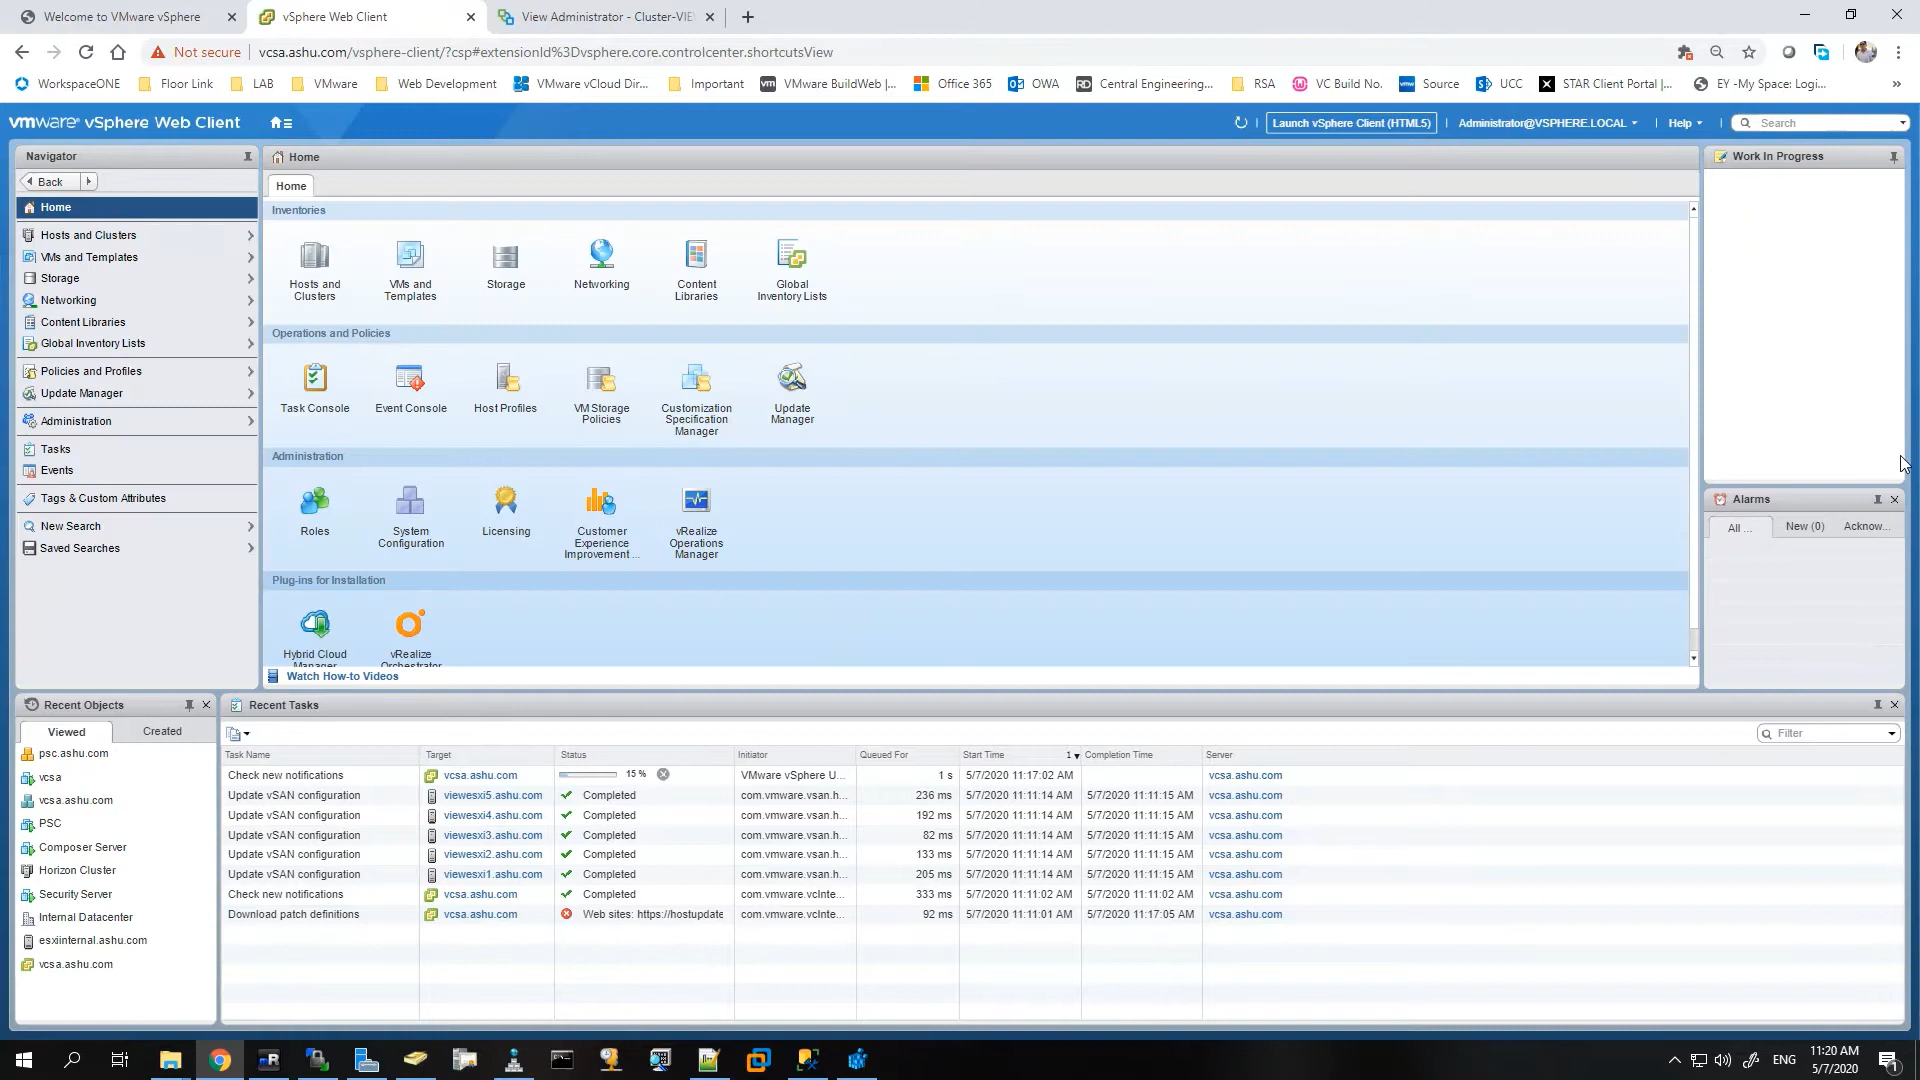 Welcome to VMware vSphere
vSphere Web Client
View Administrator - Cluster-VIE
Not secure
vcsa.ashu.com/vsphere-client/?csp#extensionId%3Dvsphere.core.controlcenter.shortcutsView
WorkspaceONE
Floor Link
LAB
VMware
Web Development
VMware vCloud Dir...
Important
vm
VMware BuildWeb |...
Office 365
OWA
RD
Central Engineering...
RSA
VC Build No.
Source
UCC
STAR Client Portal |...
EY -My Space: Logi...
»
vmware® vSphere Web Client
Launch vSphere Client (HTML5)
Administrator@VSPHERE.LOCAL
Help
Search
Navigator
Back
Home
Hosts and Clusters
VMs and Templates
Storage
Networking
Content Libraries
Global Inventory Lists
Policies and Profiles
Update Manager
Administration
Tasks
Events
Tags & Custom Attributes
New Search
Saved Searches
Home
Home
Inventories
Hosts and
Clusters
VMs and
Templates
Storage
Networking
Content
Libraries
Global
Inventory Lists
Operations and Policies
Task Console
Event Console
Host Profiles
VM Storage
Policies
Customization
Specification
Manager
Update
Manager
Administration
Roles
System
Configuration
Licensing
Customer
Experience
Improvement ...
vRealize
Operations
Manager
Plug-ins for Installation
Hybrid Cloud
Manager
vRealize
Orchestrator
Watch How-to Videos
Work In Progress
Alarms
All ...
New (0)
Acknow...
Recent Objects
Viewed
Created
psc.ashu.com
vcsa
vcsa.ashu.com
PSC
Composer Server
Horizon Cluster
Security Server
Internal Datacenter
esxiinternal.ashu.com
vcsa.ashu.com
Recent Tasks
Filter
Task Name Target Status Initiator Queued For Start Time 1 Completion Time Server
Check new notifications vcsa.ashu.com 15 % VMware vSphere U... 1 s 5/7/2020 11:17:02 AM vcsa.ashu.com
Update vSAN configuration viewesxi5.ashu.com Completed com.vmware.vsan.h... 236 ms 5/7/2020 11:11:14 AM 5/7/2020 11:11:15 AM vcsa.ashu.com
Update vSAN configuration viewesxi4.ashu.com Completed com.vmware.vsan.h... 192 ms 5/7/2020 11:11:14 AM 5/7/2020 11:11:15 AM vcsa.ashu.com
Update vSAN configuration viewesxi3.ashu.com Completed com.vmware.vsan.h... 82 ms 5/7/2020 11:11:14 AM 5/7/2020 11:11:15 AM vcsa.ashu.com
Update vSAN configuration viewesxi2.ashu.com Completed com.vmware.vsan.h... 133 ms 5/7/2020 11:11:14 AM 5/7/2020 11:11:15 AM vcsa.ashu.com
Update vSAN configuration viewesxi1.ashu.com Completed com.vmware.vsan.h... 205 ms 5/7/2020 11:11:14 AM 5/7/2020 11:11:15 AM vcsa.ashu.com
Check new notifications vcsa.ashu.com Completed com.vmware.vcInte... 333 ms 5/7/2020 11:11:02 AM 5/7/2020 11:11:02 AM vcsa.ashu.com
Download patch definitions vcsa.ashu.com Web sites: https://hostupdate com.vmware.vcInte... 92 ms 5/7/2020 11:11:01 AM 5/7/2020 11:17:05 AM vcsa.ashu.com
ENG
11:20 AM
5/7/2020
1